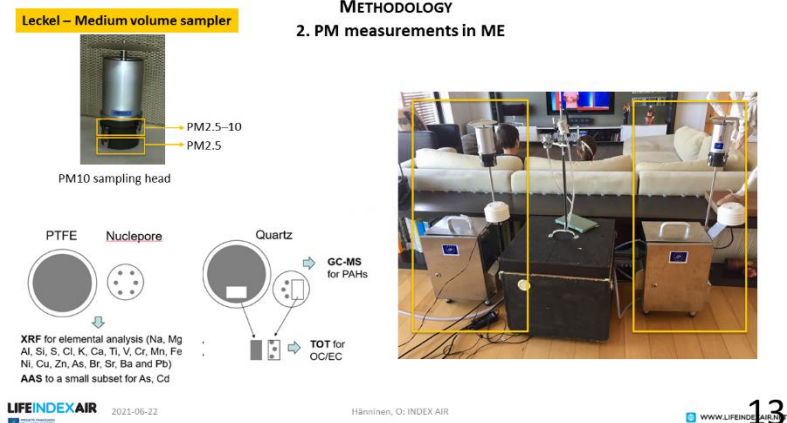 METHODOLOGY
Leckel – Medium volume sampler
2. PM measurements in ME
PM2.5–10
PM2.5
PM10 sampling head
PTFE
Nuclepore
Quartz
GC-MS
for PAHs
XRF for elemental analysis (Na, Mg
Al, Si, S, Cl, K, Ca, Ti, V, Cr, Mn, Fe
Ni, Cu, Zn, As, Br, Sr, Ba and Pb)
AAS to a small subset for As, Cd
TOT for
OC/EC
LIFEINDEXAIR
2021-06-22
Hänninen, O: INDEX AIR
WWW.LIFEINDEXAIR.NET
13